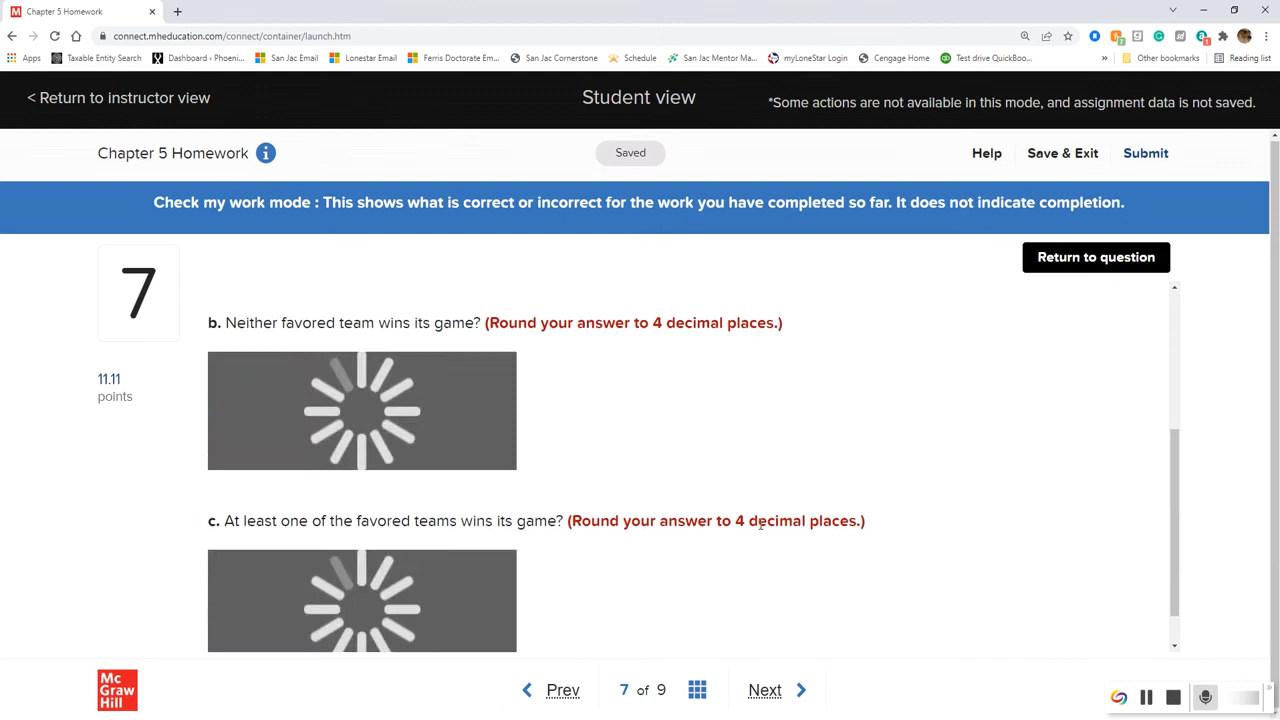 M Chapter 5 Homework
connect.mheducation.com/connect/container/launch.htm
Apps Taxable Entity Search Dashboard ‹ Phoeni... San Jac Email Lonestar Email Ferris Doctorate Em... San Jac Cornerstone Schedule San Jac Mentor Ma... myLoneStar Login Cengage Home Test drive QuickBoo... » Other bookmarks Reading list
< Return to instructor view
Student view
*Some actions are not available in this mode, and assignment data is not saved.
Chapter 5 Homework i
Saved
Help Save & Exit Submit
Check my work mode : This shows what is correct or incorrect for the work you have completed so far. It does not indicate completion.
Return to question
7
11.11
points
b. Neither favored team wins its game? (Round your answer to 4 decimal places.)
c. At least one of the favored teams wins its game? (Round your answer to 4 decimal places.)
Mc
Graw
Hill
Prev 7 of 9 Next